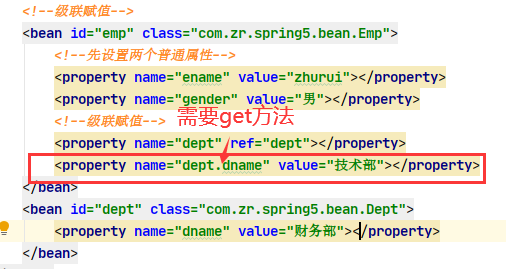 <!--级联赋值-->
<bean id="emp" class="com.zr.spring5.bean.Emp">
<!--先设置两个普通属性-->
<property name="ename" value="zhurui"></property>
<property name="gender" value="男"></property>
<!--级联赋值-->
需要get方法
<property name="dept" ref="dept"></property>
<property name="dept.dname" value="技术部"></property>
</bean>
<bean id="dept" class="com.zr.spring5.bean.Dept">
<property name="dname" value="财务部"></property>
</bean>